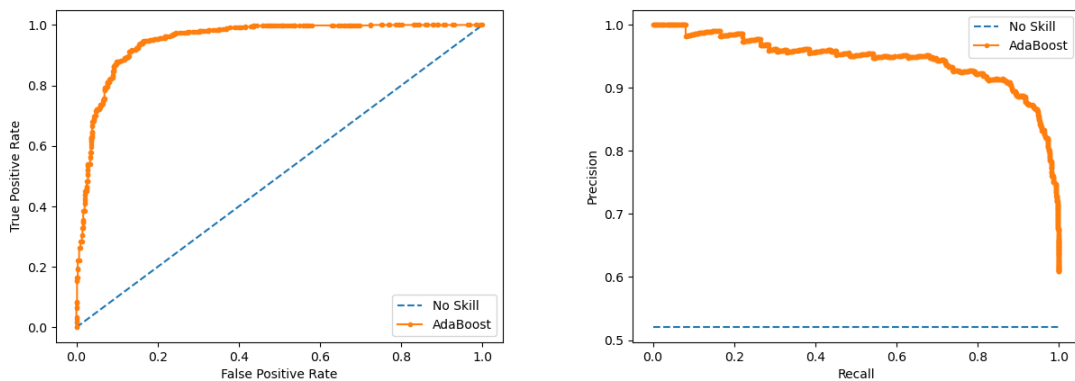 1.0
0.8
0.6
0.4
0.2
0.0
True Positive Rate
0.0 0.2 0.4 0.6 0.8 1.0
False Positive Rate
No Skill
AdaBoost
1.0
0.9
0.8
0.7
0.6
0.5
Precision
0.0 0.2 0.4 0.6 0.8 1.0
Recall
No Skill
AdaBoost